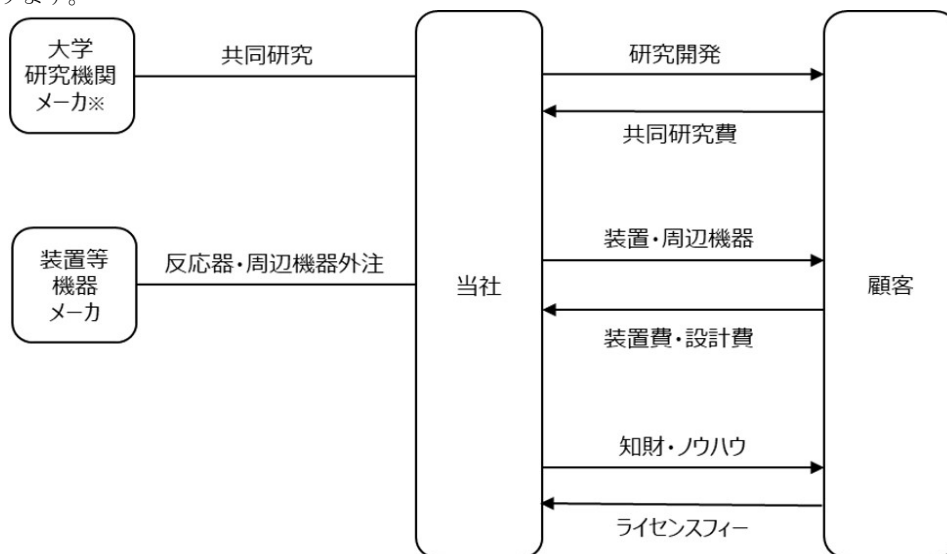 ります。
大学
研究機関
メーカ※
共同研究
研究開発
共同研究費
装置等
機器
メーカ
反応器・周辺機器外注
当社
装置・周辺機器
装置費・設計費
顧客
知財・ノウハウ
ライセンスフィー